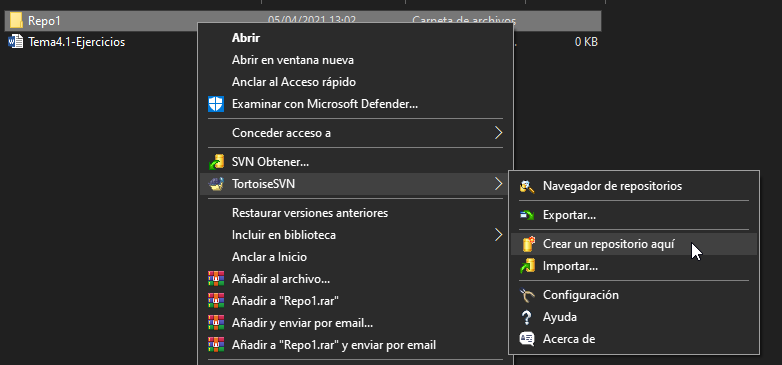 Repo1 05/04/2021 13:02 Carpeta de archivos
Tema4.1-Ejercicios 0 KB
Abrir
Abrir en ventana nueva
Anclar al Acceso rápido
Examinar con Microsoft Defender...
Conceder acceso a
SVN Obtener...
TortoiseSVN
Restaurar versiones anteriores
Incluir en biblioteca
Anclar a Inicio
Añadir al archivo...
Añadir a "Repo1.rar"
Añadir y enviar por email...
Añadir a "Repo1.rar" y enviar por email
Navegador de repositorios
Exportar...
Crear un repositorio aquí
Importar...
Configuración
Ayuda
Acerca de